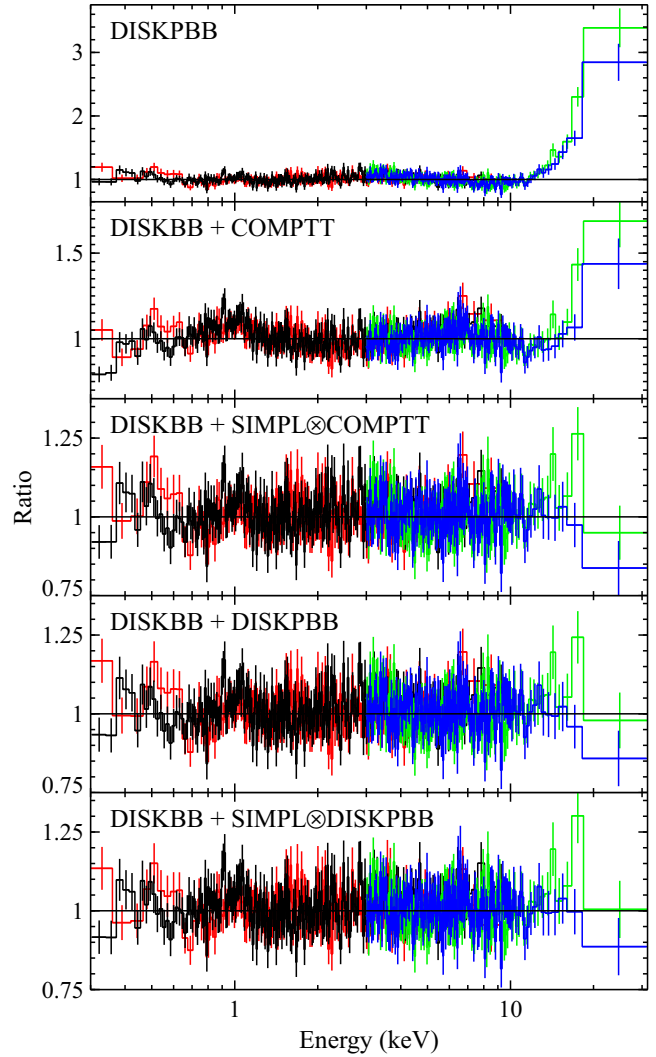 DISKPBB
3
2
1
DISKBB + COMPTT
1.5
1
DISKBB + SIMPL⊗COMPTT
1.25
1
0.75
Ratio
DISKBB + DISKPBB
1.25
1
0.75
DISKBB + SIMPL⊗DISKPBB
1.25
1
0.75
1 10
Energy (keV)